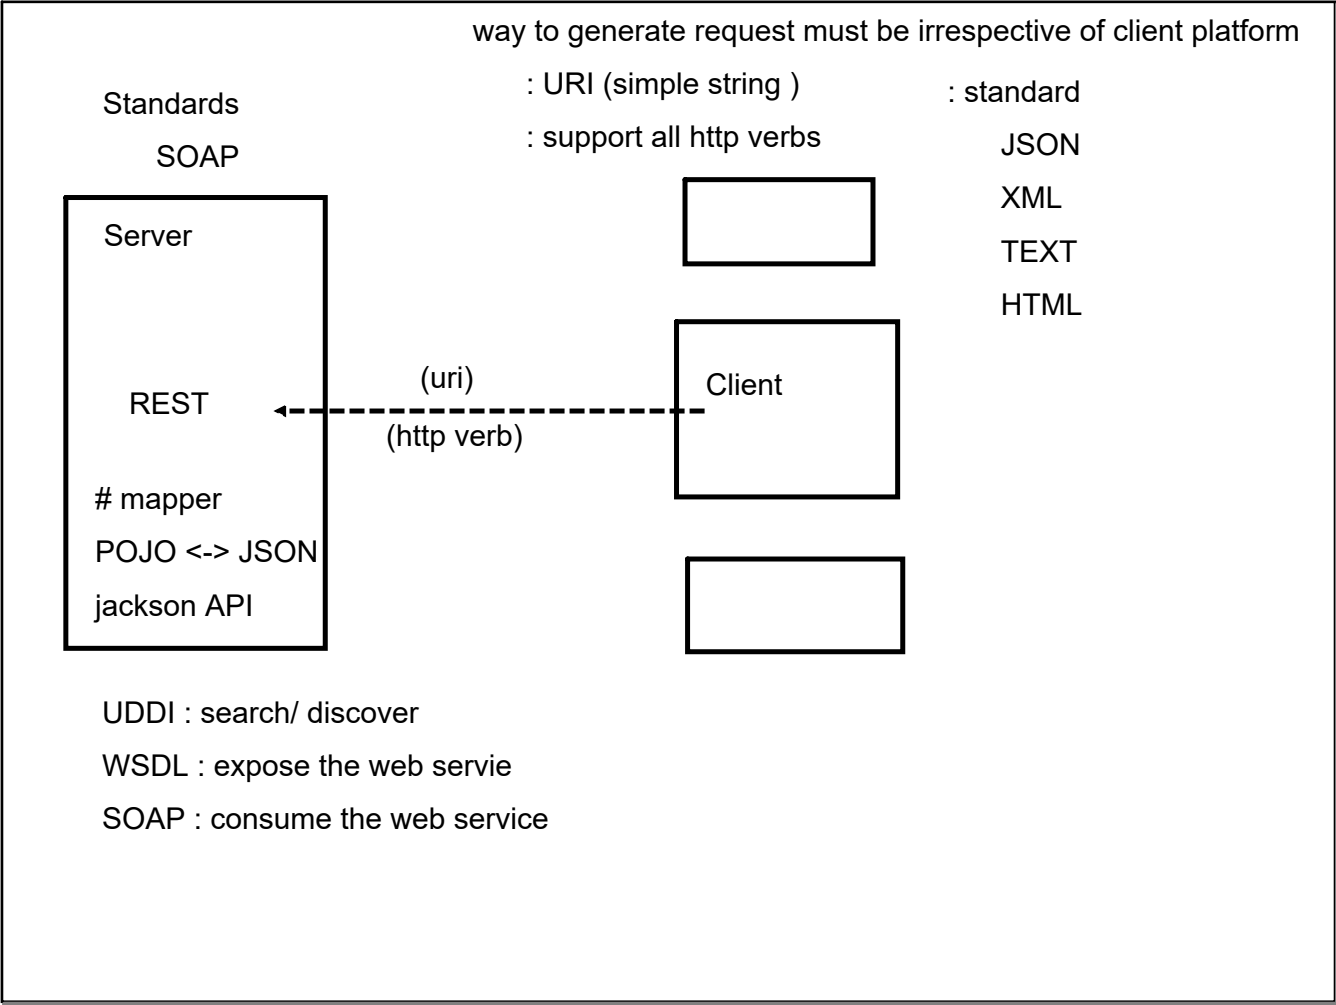 way to generate request must be irrespective of client platform
: URI (simple string )
: support all http verbs
: standard
JSON
XML
TEXT
HTML
Standards
SOAP
Server
REST
# mapper
POJO <-> JSON
jackson API
(uri)
(http verb)
Client
UDDI : search/ discover
WSDL : expose the web servie
SOAP : consume the web service